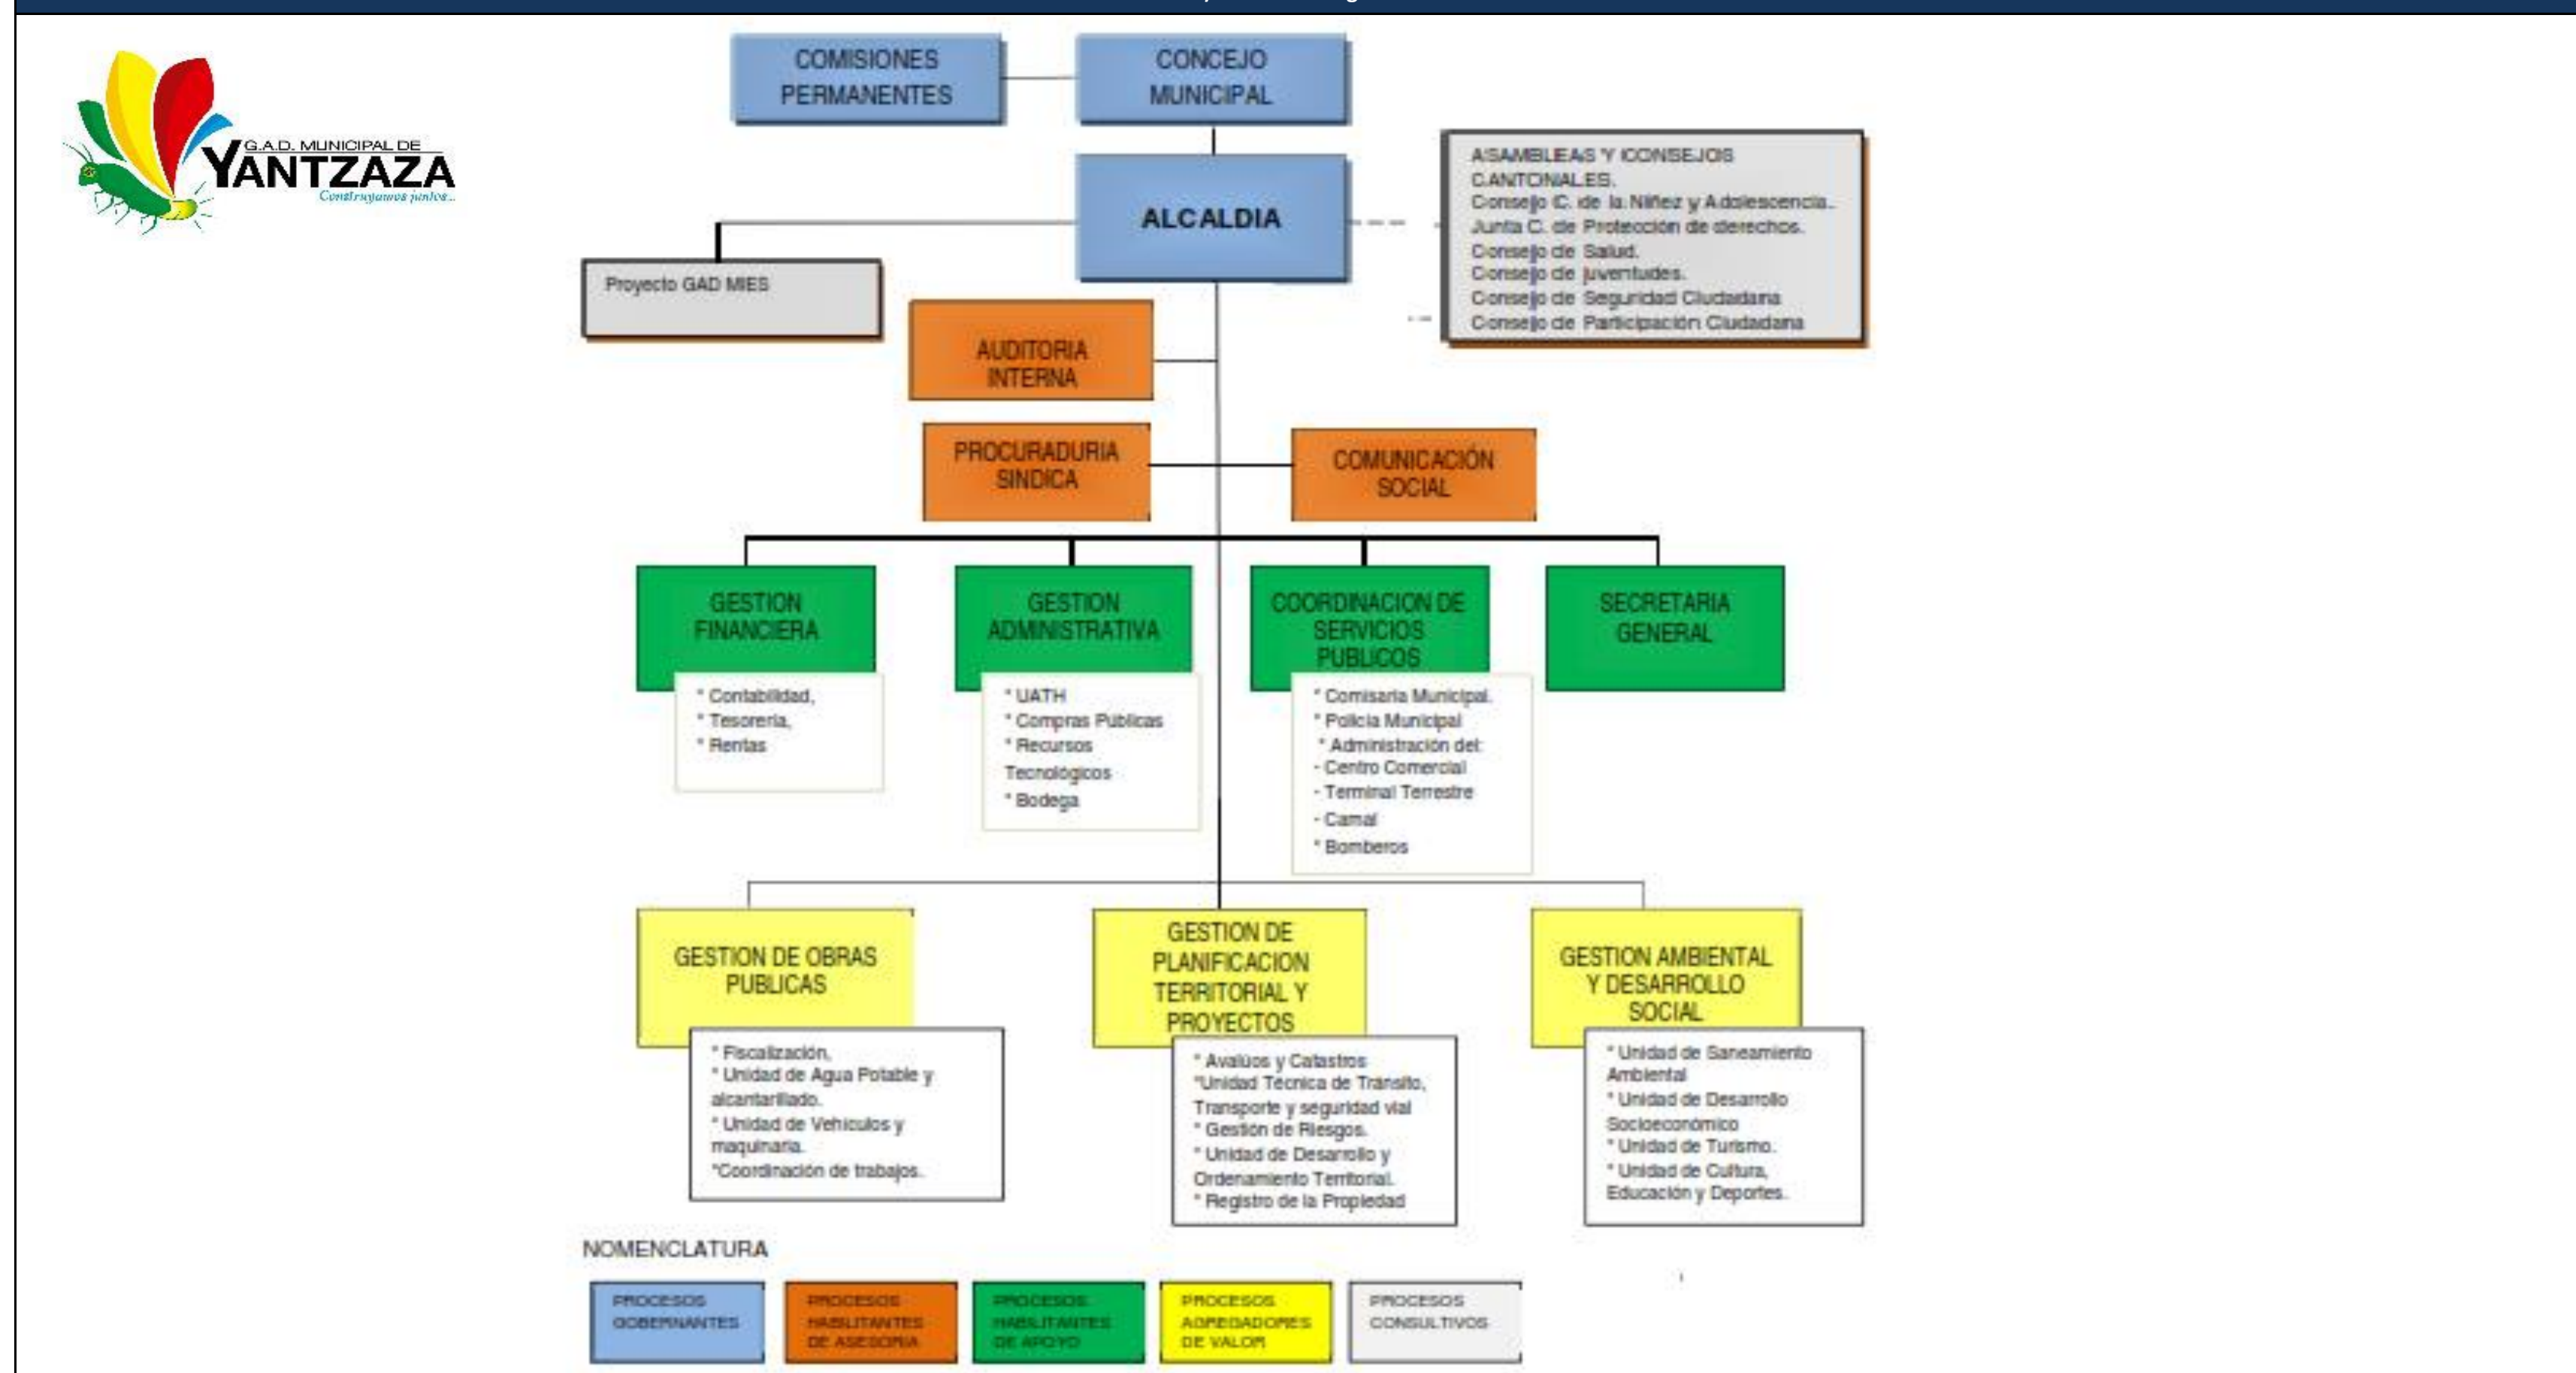 G.A.D. MUNICIPAL DE
YANTZAZA
Construyamos juntos...
COMISIONES
PERMANENTES
CONCEJO
MUNICIPAL
ALCALDIA
ASAMBLEAS Y CONSEJOS
CANTONALES.
Consejo C. de la Niñez y Adolescencia.
Junta C. de Protección de derechos.
Consejo de Salud.
Consejo de juventudes.
Consejo de Seguridad Ciudadana
Consejo de Participación Ciudadana
Proyecto GAD MIES
AUDITORIA
INTERNA
PROCURADURIA
SINDICA
COMUNICACIÓN
SOCIAL
GESTION
FINANCIERA
* Contabilidad,
* Tesorería,
* Rentas
GESTION
ADMINISTRATIVA
* UATH
* Compras Públicas
* Recursos
Tecnológicos
* Bodega
COORDINACION DE
SERVICIOS
PUBLICOS
* Comisaria Municipal.
* Policia Municipal
* Administración del:
- Centro Comercial
- Terminal Terrestre
- Camal
* Bomberos
SECRETARIA
GENERAL
GESTION DE OBRAS
PUBLICAS
* Fiscalización,
* Unidad de Agua Potable y
alcantarillado.
* Unidad de Vehículos y
maquinaria.
*Coordinación de trabajos.
GESTION DE
PLANIFICACION
TERRITORIAL Y
PROYECTOS
* Avalúos y Catastros
*Unidad Técnica de Tránsito,
Transporte y seguridad vial
* Gestión de Riesgos.
* Unidad de Desarrollo y
Ordenamiento Territorial.
* Registro de la Propiedad
GESTION AMBIENTAL
Y DESARROLLO
SOCIAL
* Unidad de Saneamiento
Ambiental
* Unidad de Desarrollo
Socioeconómico
* Unidad de Turismo.
* Unidad de Cultura,
Educación y Deportes.
NOMENCLATURA
PROCESOS
GOBERNANTES
PROCESOS
HABILITANTES
DE ASESORIA
PROCESOS
HABILITANTES
DE APOYO
PROCESOS
AGREGADORES
DE VALOR
PROCESOS
CONSULTIVOS